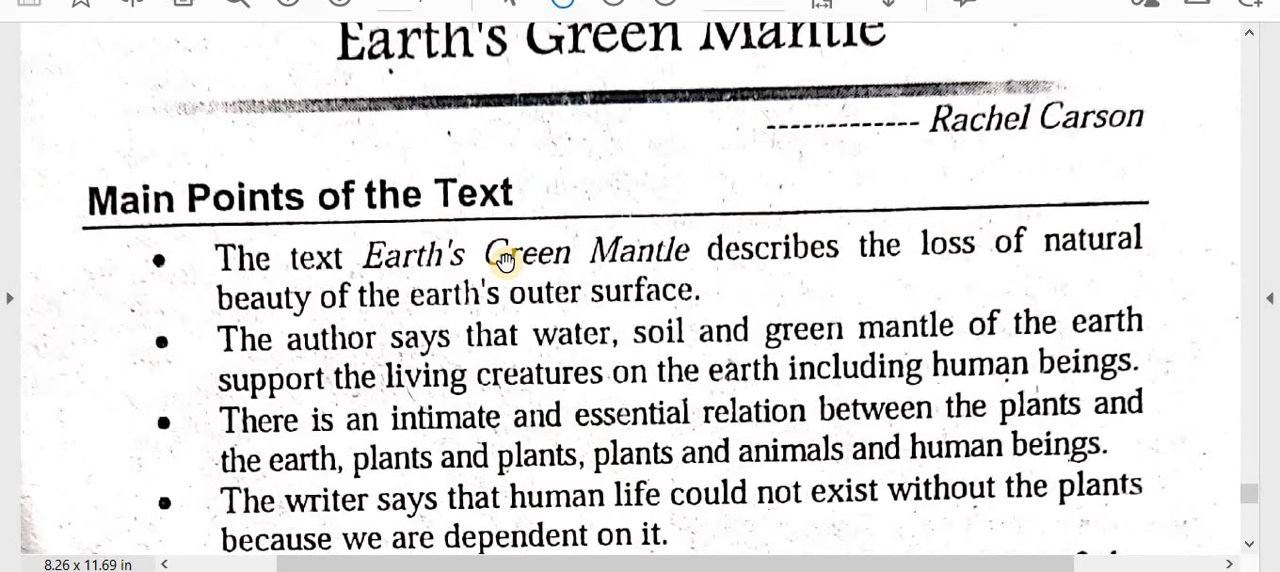 Earth's Green Mantle
------------- Rachel Carson
Main Points of the Text
• The text Earth's Green Mantle describes the loss of natural
beauty of the earth's outer surface.
• The author says that water, soil and green mantle of the earth
support the living creatures on the earth including human beings.
• There is an intimate and essential relation between the plants and
the earth, plants and plants, plants and animals and human beings.
• The writer says that human life could not exist without the plants
because we are dependent on it.
8.26 x 11.69 in